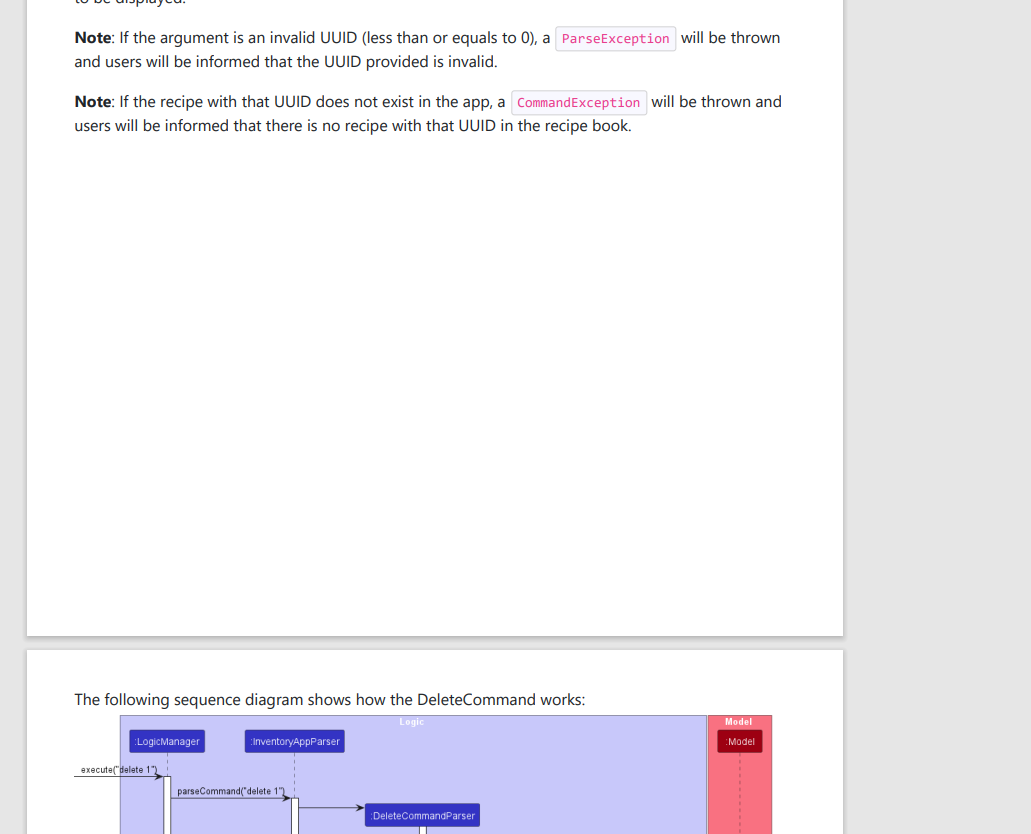 to be displayed.
Note: If the argument is an invalid UUID (less than or equals to 0), a ParseException will be thrown
and users will be informed that the UUID provided is invalid.
Note: If the recipe with that UUID does not exist in the app, a CommandException will be thrown and
users will be informed that there is no recipe with that UUID in the recipe book.
The following sequence diagram shows how the DeleteCommand works:
Logic
Model
:LogicManager
:InventoryAppParser
:Model
execute("delete 1")
parseCommand("delete 1")
:DeleteCommandParser